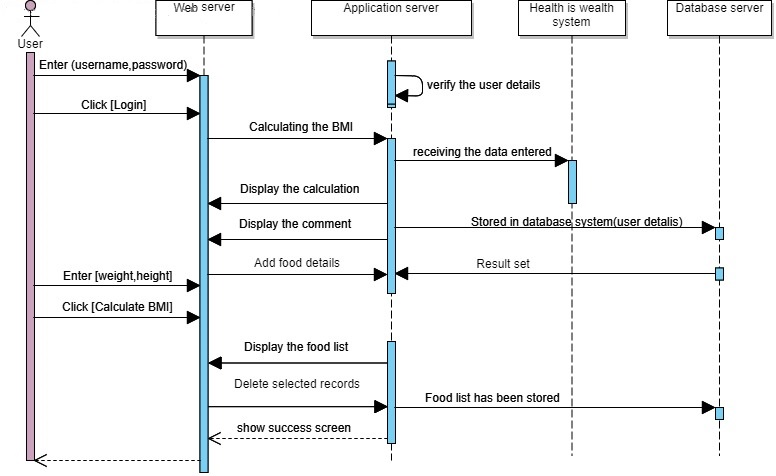 Web server
Application server
Health is wealth
system
Database server
User
Enter (username,password)
verify the user details
Click [Login]
Calculating the BMI
receiving the data entered
Display the calculation
Display the comment
Stored in database system(user detalis)
Add food details
Result set
Enter [weight,height]
Click [Calculate BMI]
Display the food list
Delete selected records
Food list has been stored
show success screen